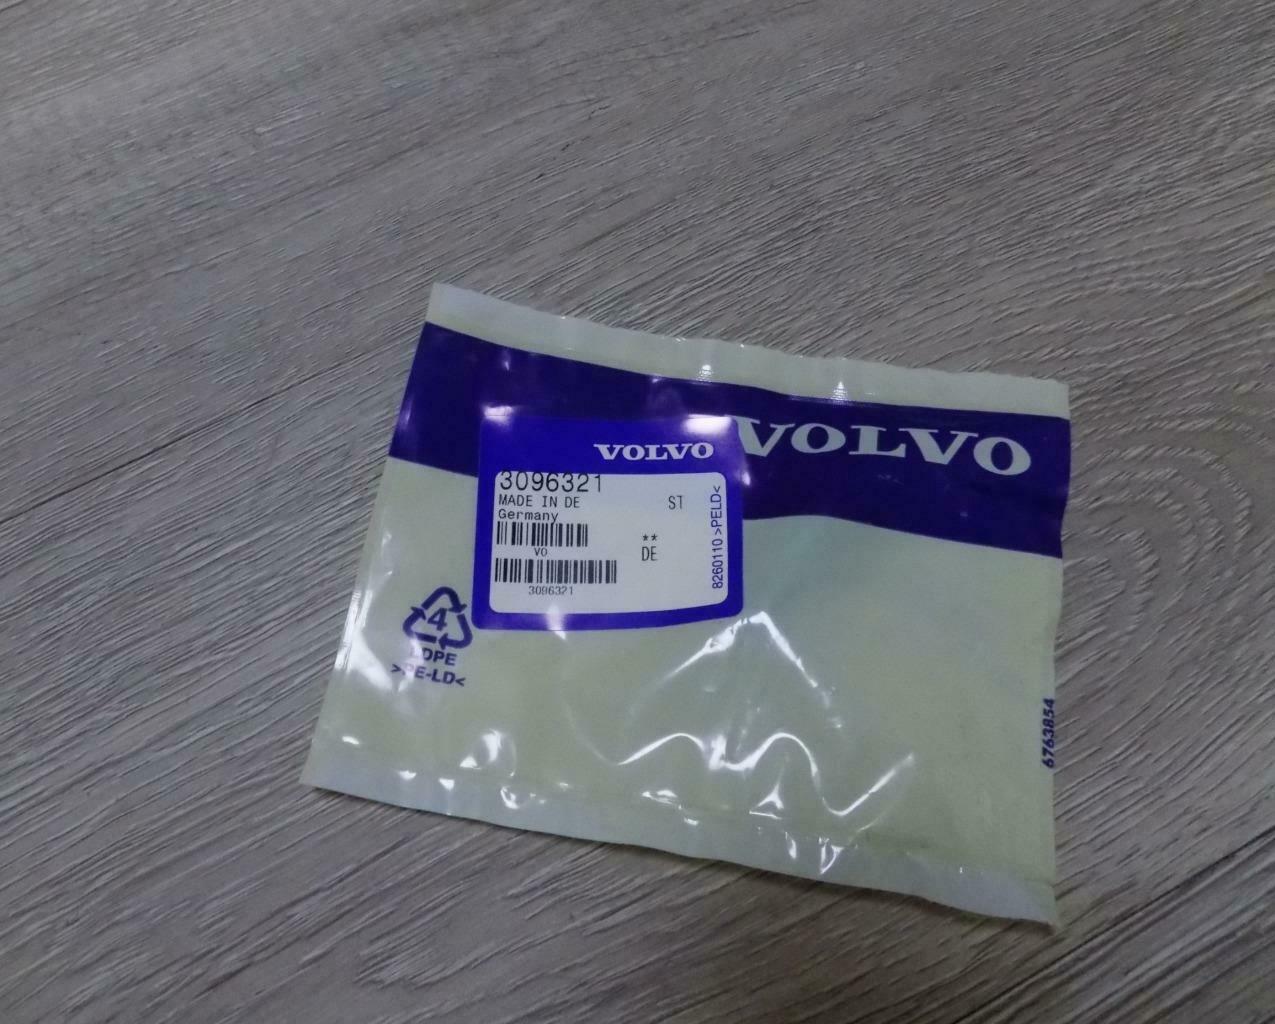 VOLVO
VOLVO
3096321
MADE IN DE ST
Germany
VO
**
DE
3096321
8260110 >PELD<
4
LDPE
>PE-LD<
6763854